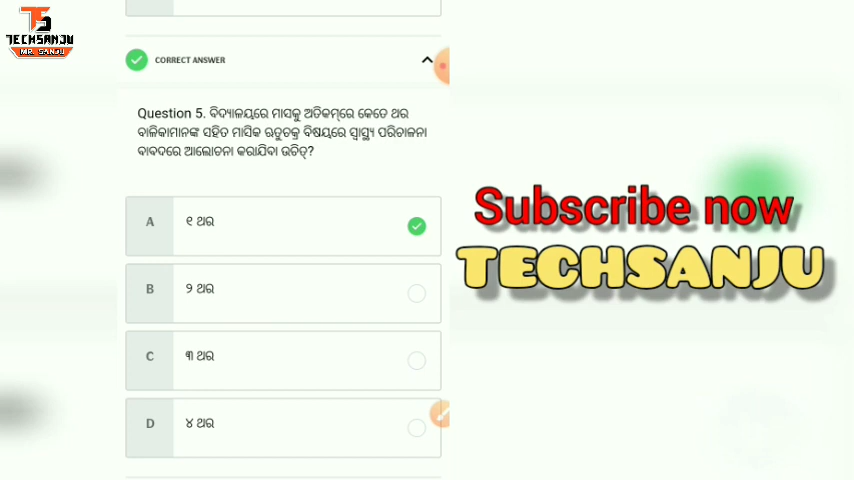 TS
TECHSANJU
MR. SANJU
CORRECT ANSWER
Question 5. ବିଦ୍ୟାଳୟରେ ମାସକୁ ଅତିକମ୍‌ରେ କେତେ ଥର
ବାଳିକାମାନଙ୍କ ସହିତ ମାସିକ ଋତୁଚକ୍ର ବିଷୟରେ ସ୍ୱାସ୍ଥ୍ୟ ପରିଚାଳନା
ବାବଦରେ ଆଲୋଚନା କରାଯିବା ଉଚିତ୍?
A ୧ ଥର
B ୨ ଥର
C ୩ ଥର
D ୪ ଥର
Subscribe now
TECHSANJU